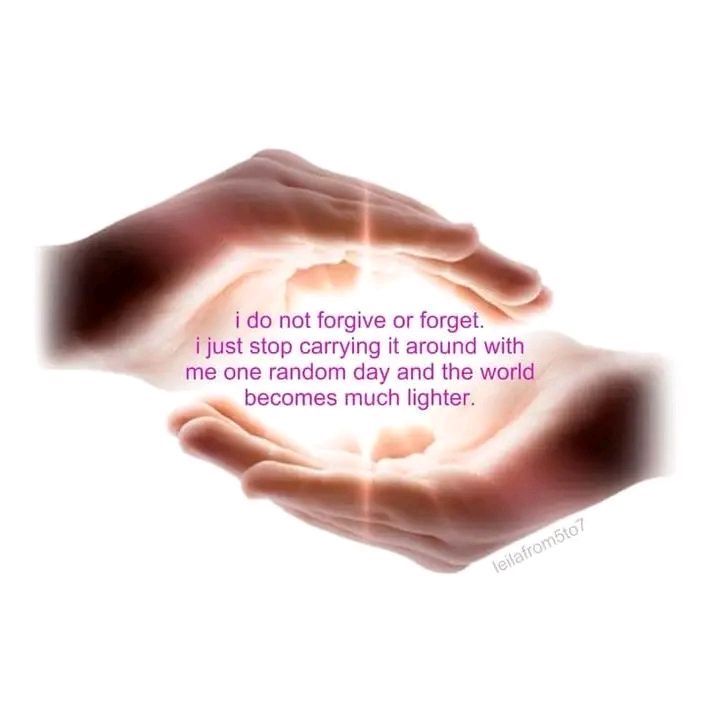 i do not forgive or forget.
i just stop carrying it around with
me one random day and the world
becomes much lighter.
leilafrom5to7